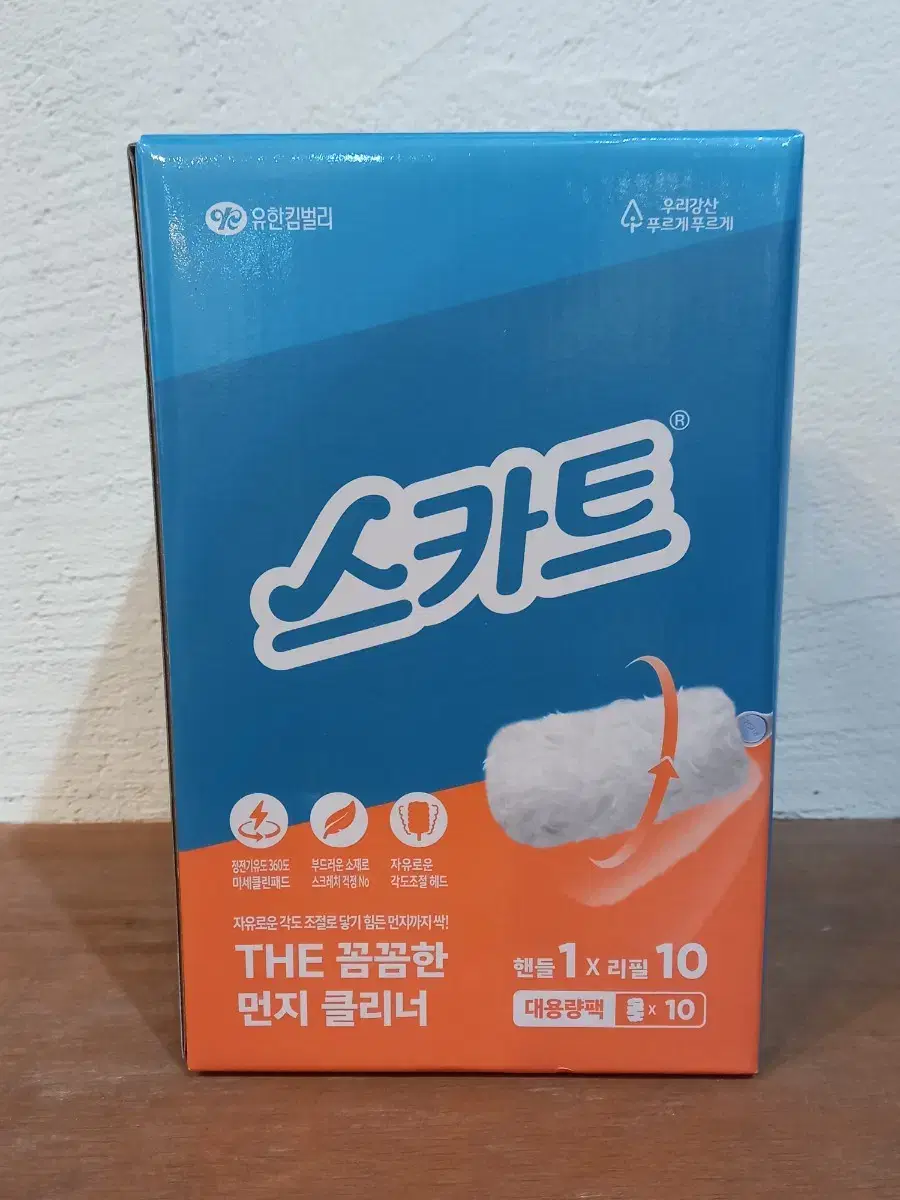 유한킴벌리
우리강산
푸르게 푸르게
스카트®
정전기유도 360도
미세클린패드
부드러운 소재로
스크래치 걱정 No
자유로운
각도조절 헤드
자유로운 각도 조절로 닿기 힘든 먼지까지 싹!
THE 꼼꼼한
먼지 클리너
핸들 1 X 리필 10
대용량팩 x 10